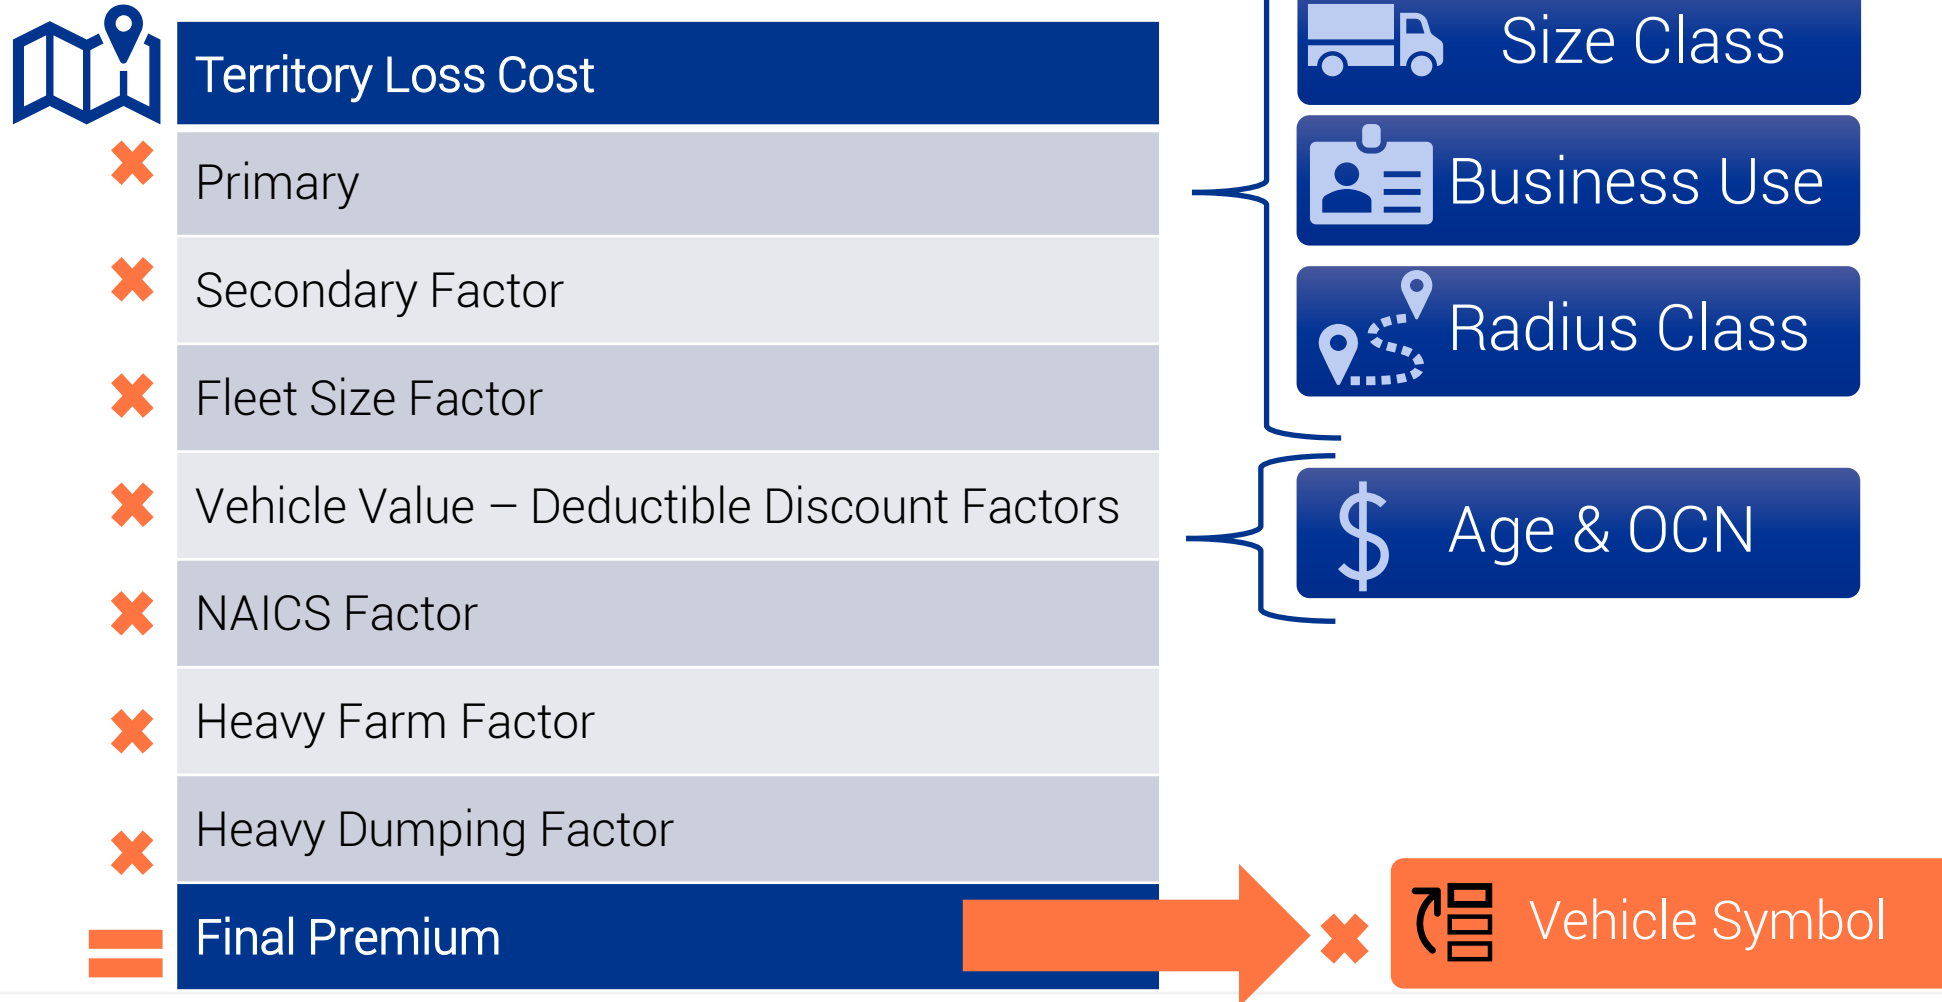 Territory Loss Cost
Primary
Secondary Factor
Fleet Size Factor
Vehicle Value – Deductible Discount Factors
NAICS Factor
Heavy Farm Factor
Heavy Dumping Factor
Final Premium
Size Class
Business Use
Radius Class
$ Age & OCN
Vehicle Symbol